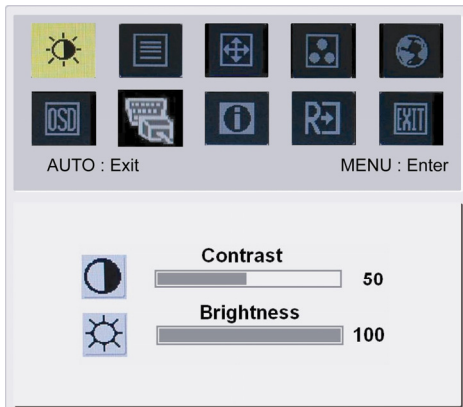 OSD
R
EXIT
AUTO : Exit
MENU : Enter
Contrast
50
Brightness
100